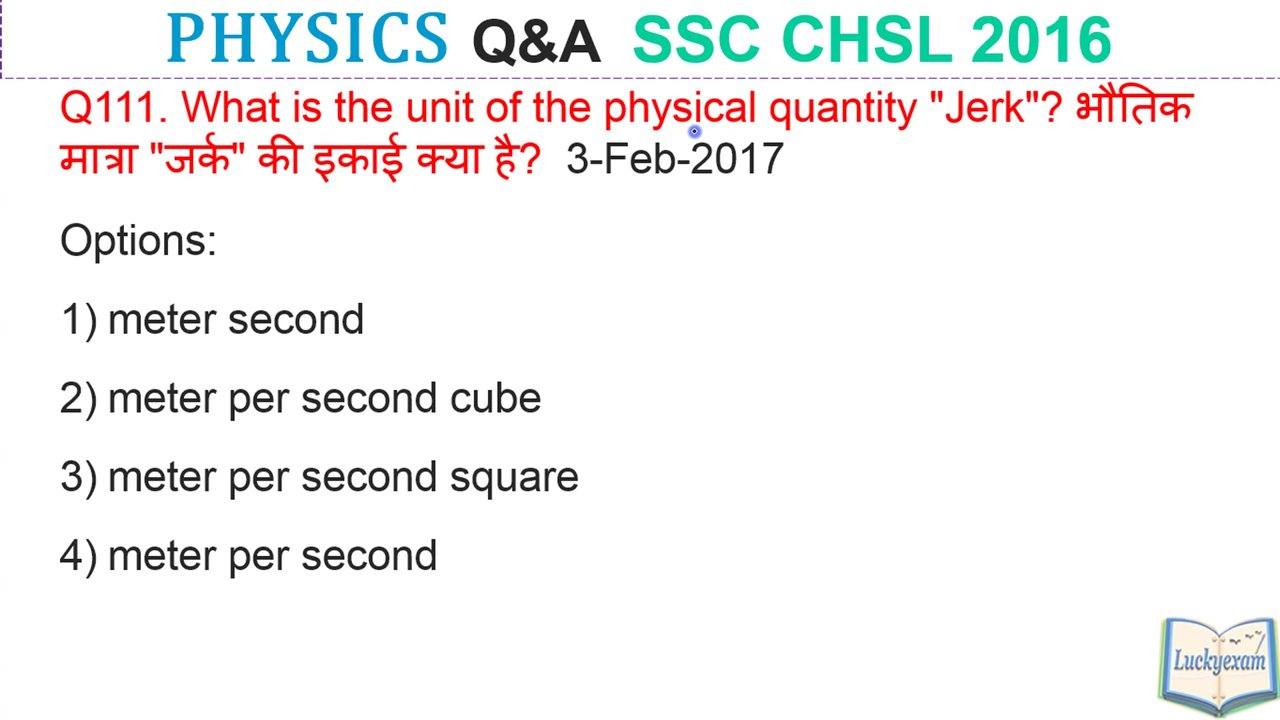 PHYSICS Q&A SSC CHSL 2016
Q111. What is the unit of the physical quantity "Jerk"? भौतिक
मात्रा "जर्क" की इकाई क्या है? 3-Feb-2017
Options:
1) meter second
2) meter per second cube
3) meter per second square
4) meter per second
Luckyexam